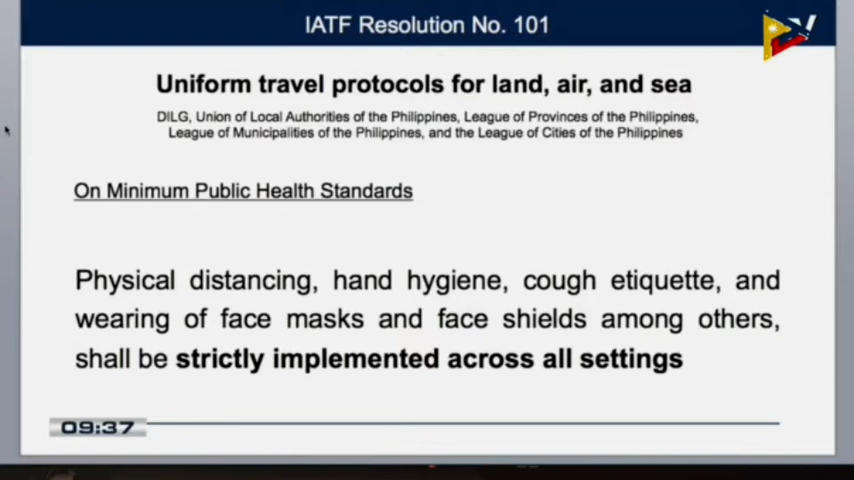 IATF Resolution No. 101
Uniform travel protocols for land, air, and sea
DILG, Union of Local Authorities of the Philippines, League of Provinces of the Philippines,
League of Municipalities of the Philippines, and the League of Cities of the Philippines
On Minimum Public Health Standards
Physical distancing, hand hygiene, cough etiquette, and
wearing of face masks and face shields among others,
shall be strictly implemented across all settings
09:37